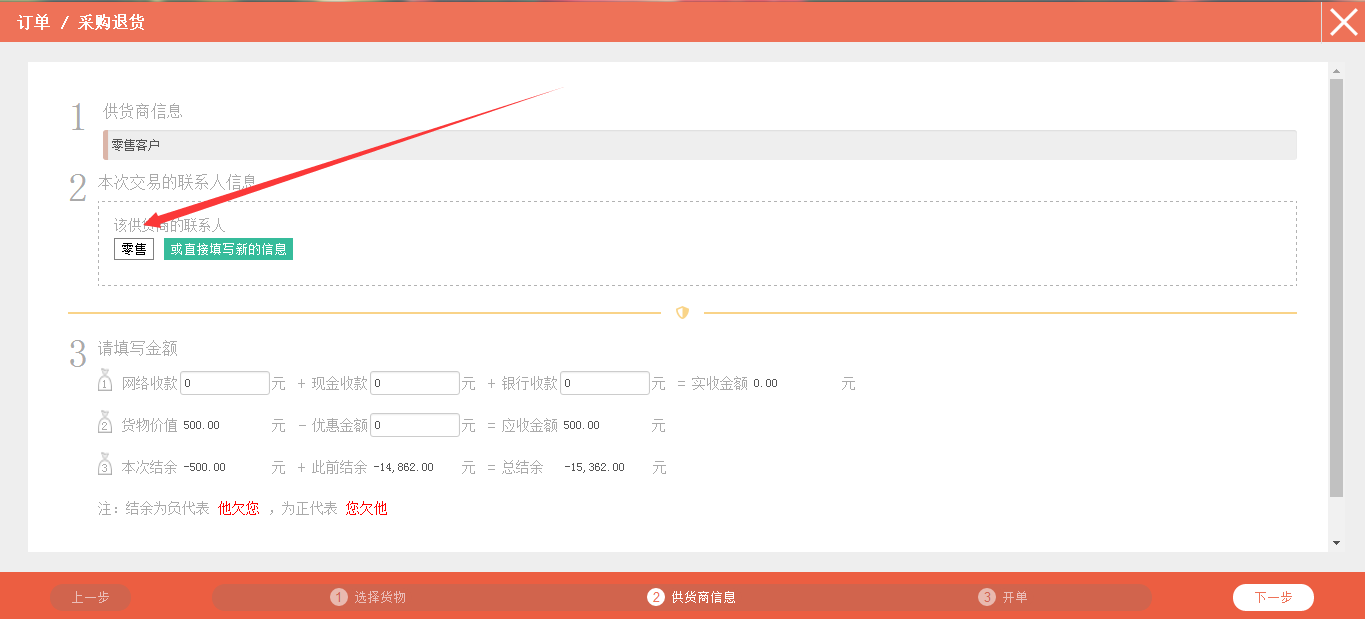 订单 / 采购退货
1 供货商信息
零售客户
2 本次交易的联系人信息
该供货商的联系人
零售 或直接填写新的信息
3 请填写金额
1 网络收款 0 元 + 现金收款 0 元 + 银行收款 0 元 = 实收金额 0.00 元
2 货物价值 500.00 元 - 优惠金额 0 元 = 应收金额 500.00 元
3 本次结余 -500.00 元 + 此前结余 -14,862.00 元 = 总结余 -15,362.00 元
注：结余为负代表 他欠您 ，为正代表 您欠他
上一步 1 选择货物 2 供货商信息 3 开单 下一步